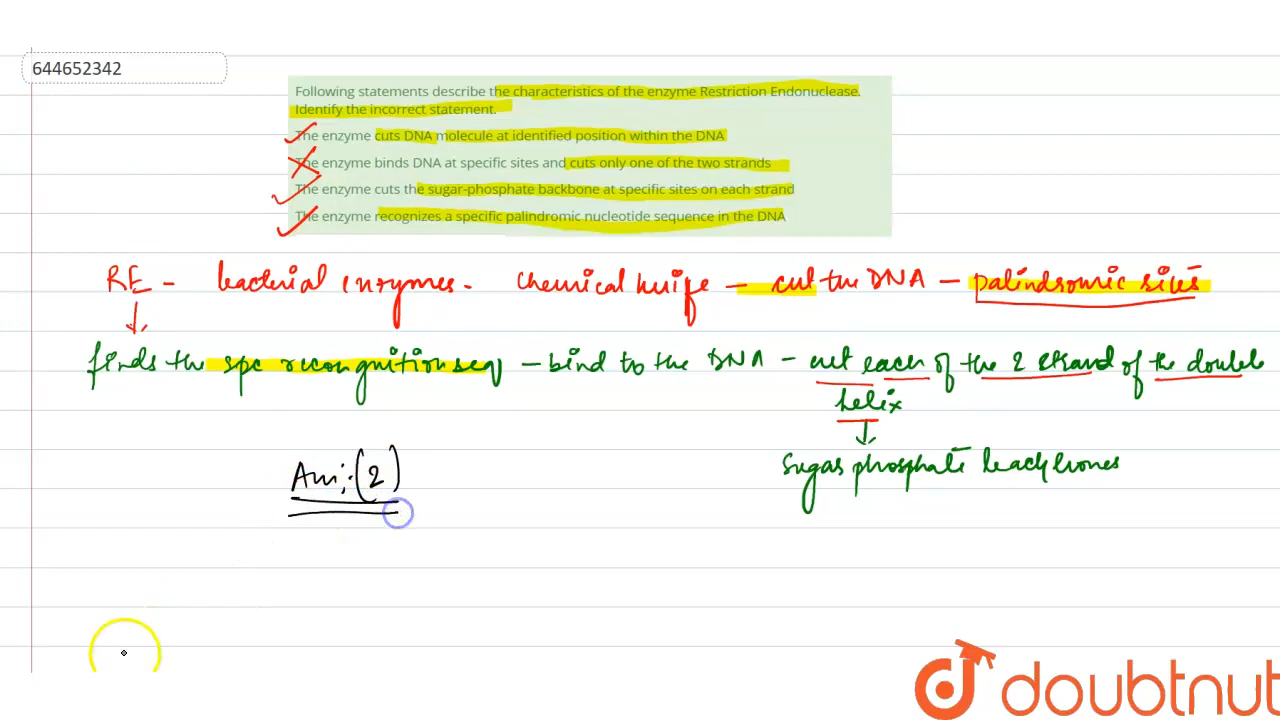 644652342
Following statements describe the characteristics of the enzyme Restriction Endonuclease.
Identify the incorrect statement.
The enzyme cuts DNA molecule at identified position within the DNA
The enzyme binds DNA at specific sites and cuts only one of the two strands
The enzyme cuts the sugar-phosphate backbone at specific sites on each strand
The enzyme recognizes a specific palindromic nucleotide sequence in the DNA
RE - bacterial enzymes - chemical knife - cut the DNA - palindromic sites
finds the spc recognition seq - bind to the DNA - cut each of the 2 strand of the double
helix
sugar phosphate backbones
Ans:- (2)
doubtnut